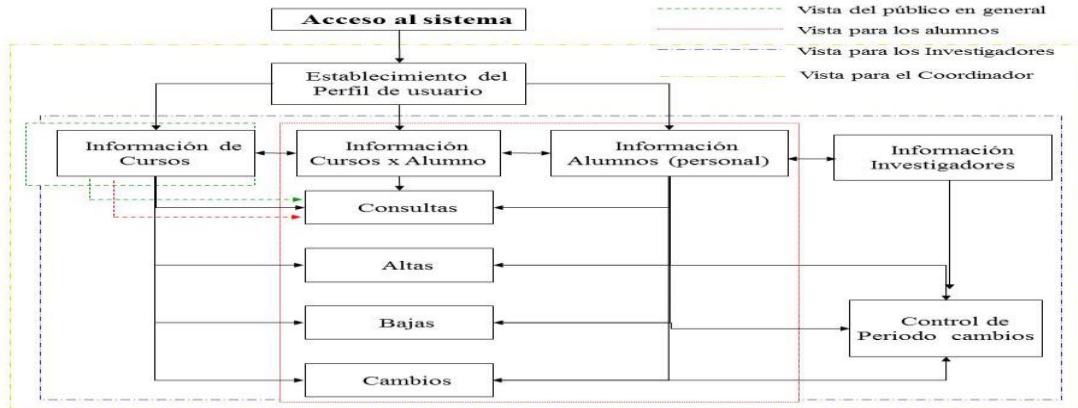 Acceso al sistema
Vista del público en general
Vista para los alumnos
Vista para los Investigadores
Vista para el Coordinador
Establecimiento del
Perfil de usuario
Información de
Cursos
Información
Cursos x Alumno
Información
Alumnos (personal)
Información
Investigadores
Consultas
Altas
Bajas
Cambios
Control de
Periodo cambios